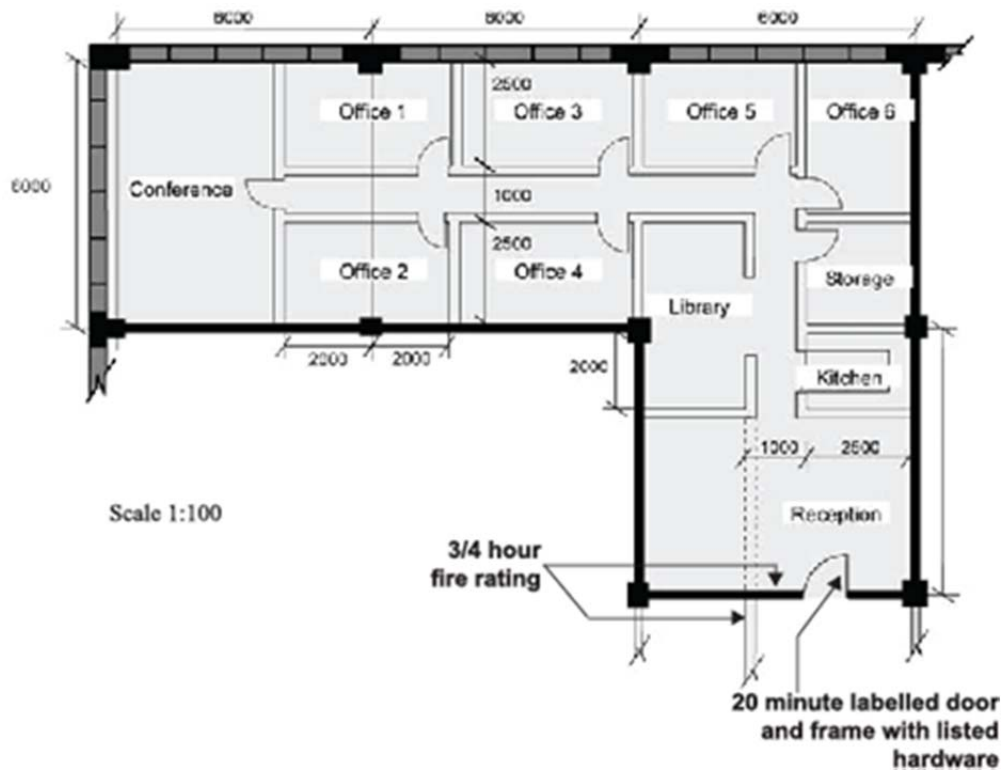 6000 6000 6000
2500
Office 1 Office 3 Office 5 Office 6
6000 Conference
1000
2500
Office 2 Office 4 Storage
Library
2000 2000
2000
Kitchen
1000 2500
Scale 1:100
Reception
3/4 hour
fire rating
20 minute labelled door
and frame with listed
hardware